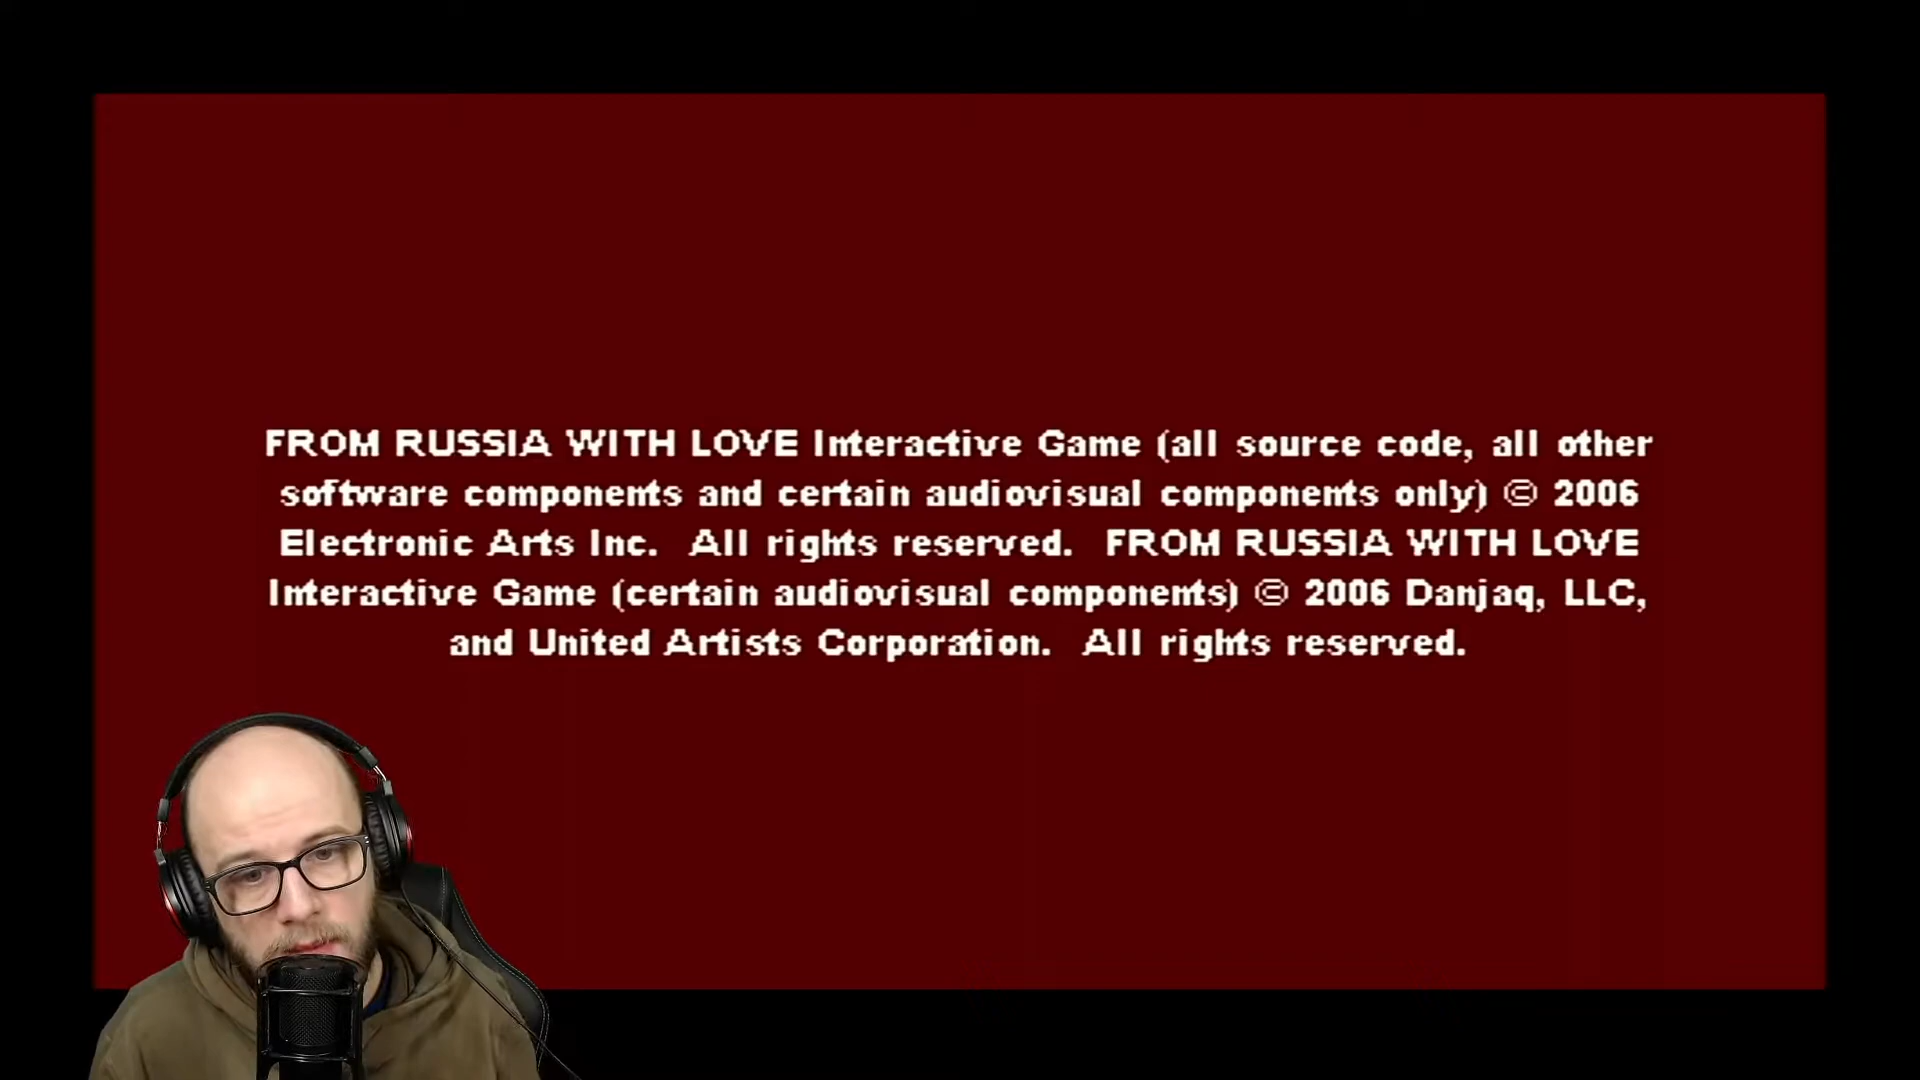 FROM RUSSIA WITH LOVE Interactive Game (all source code, all other
software components and certain audiovisual components only) © 2006
Electronic Arts Inc.  All rights reserved.  FROM RUSSIA WITH LOVE
Interactive Game (certain audiovisual components) © 2006 Danjaq, LLC,
and United Artists Corporation.  All rights reserved.